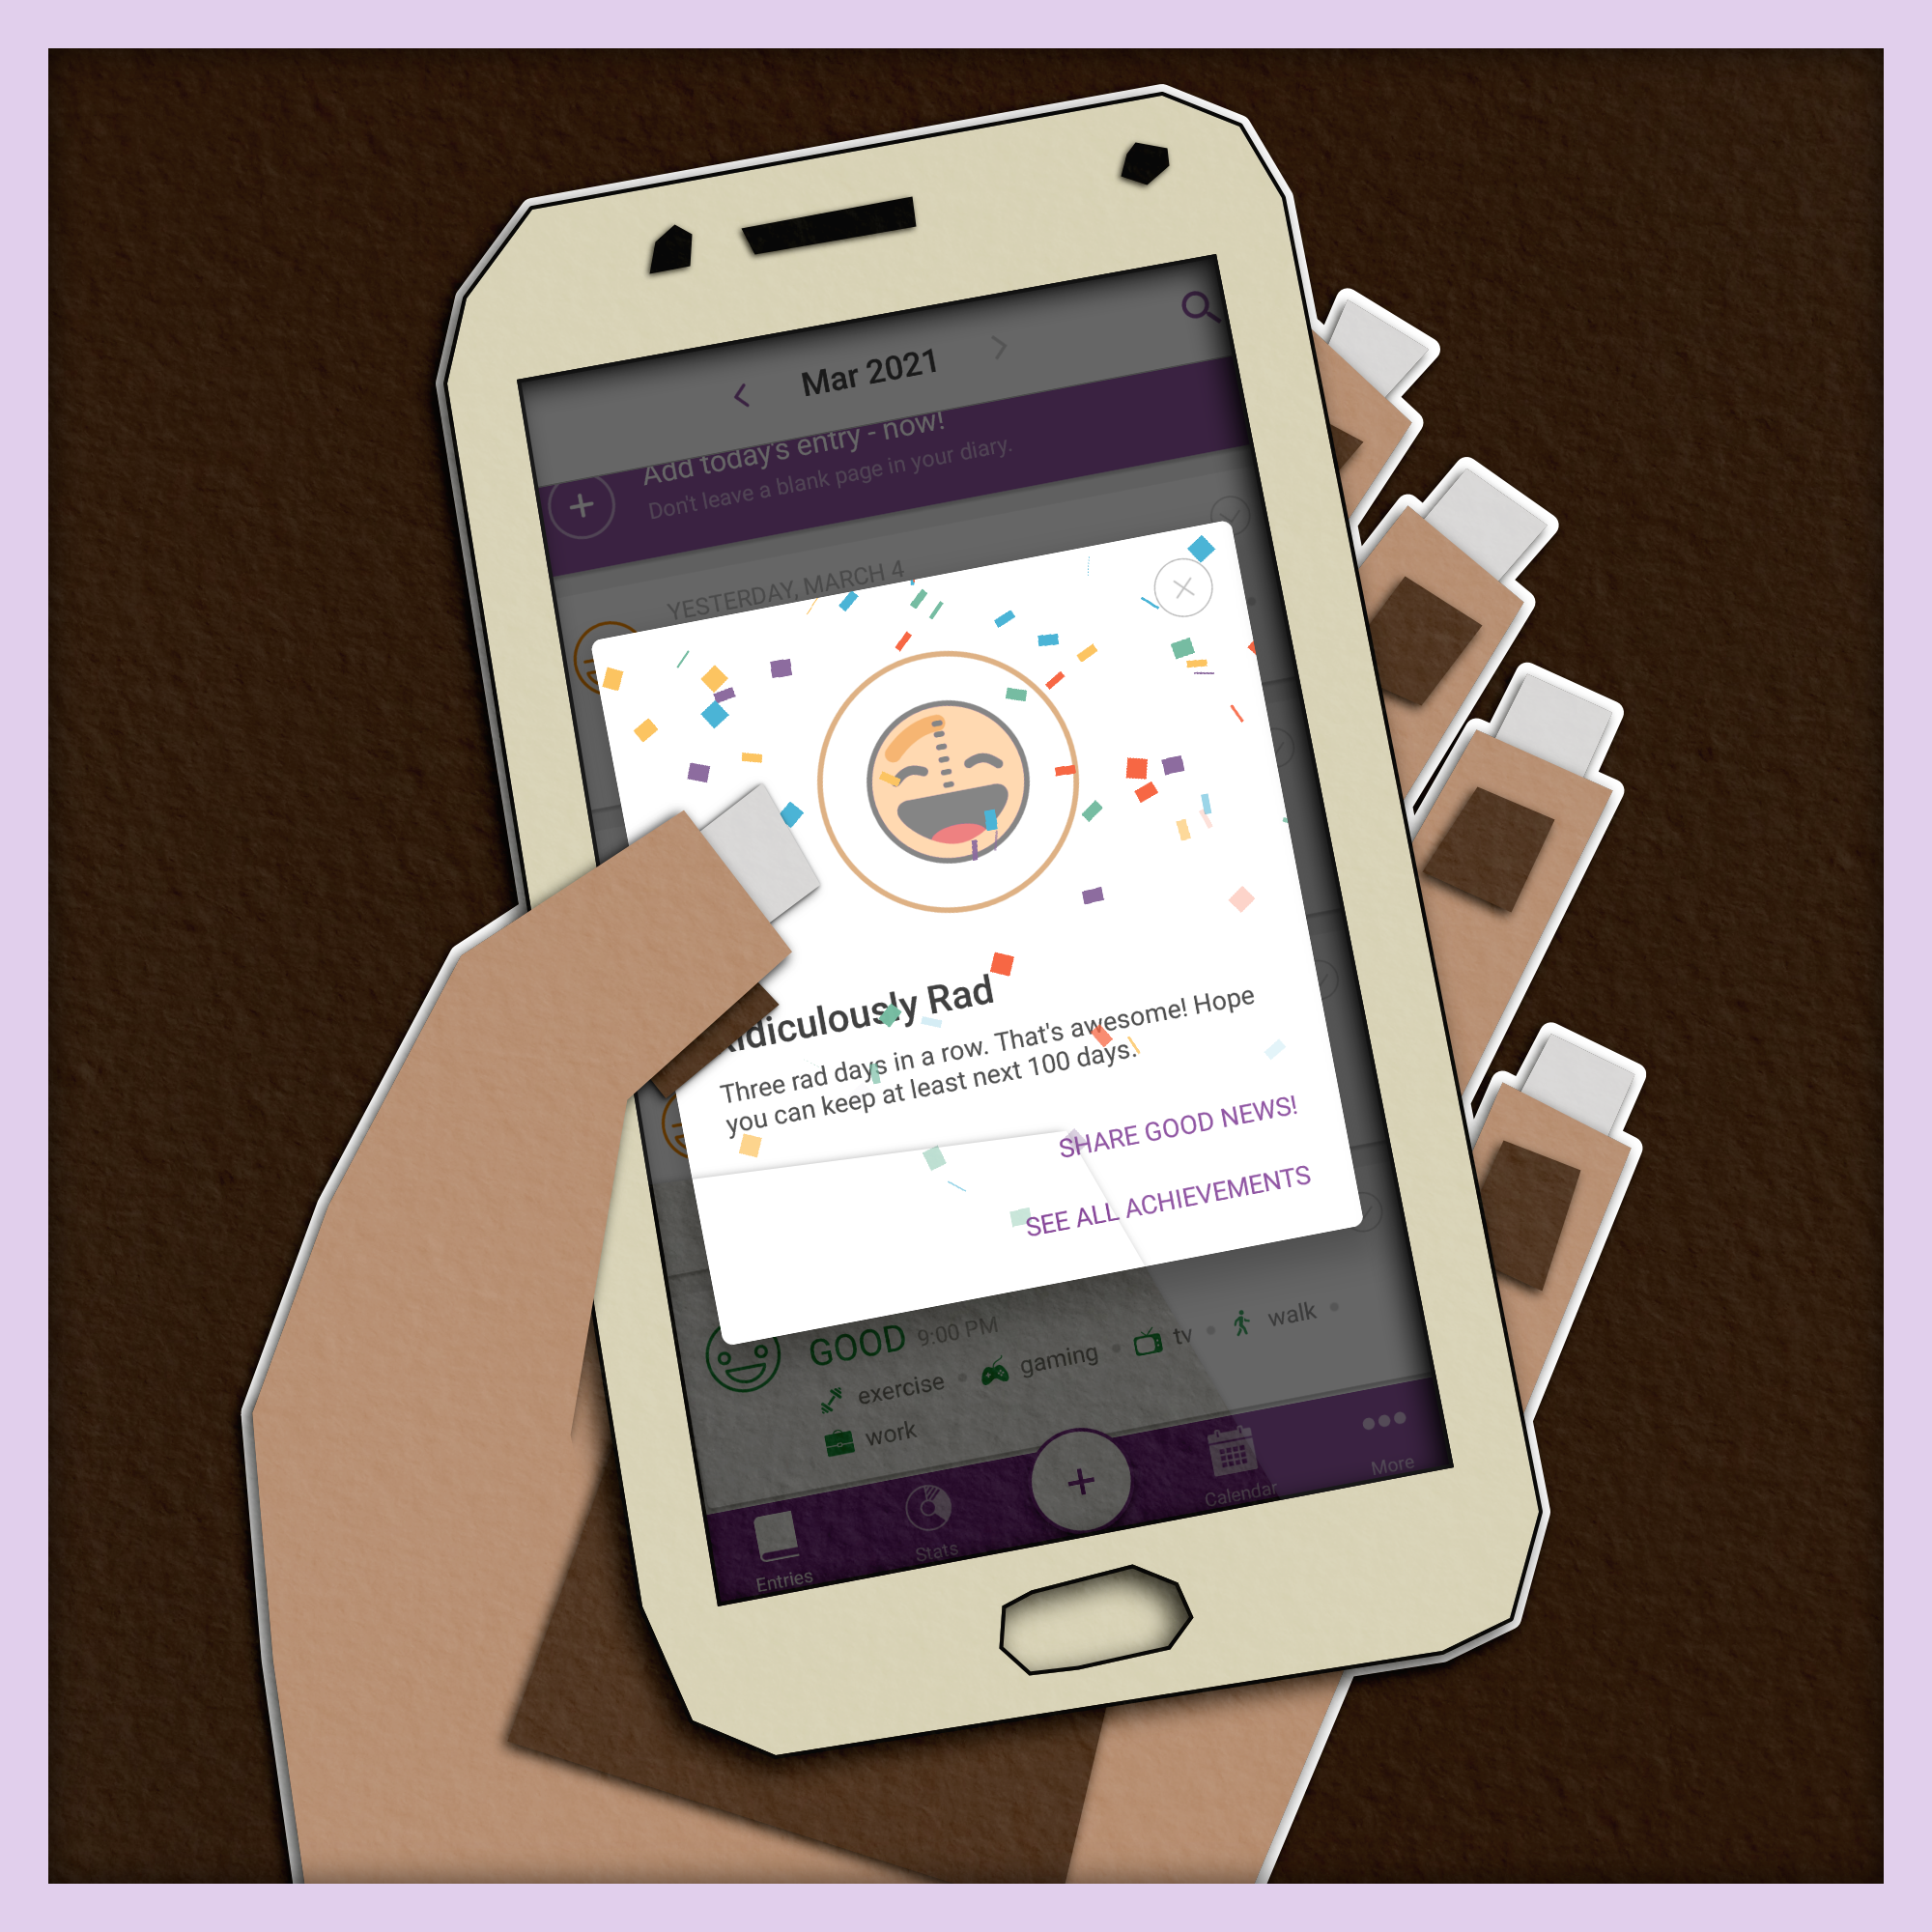 Mar 2021
Add today's entry - now!
Don't leave a blank page in your diary.
YESTERDAY, MARCH 4
Ridiculously Rad
Three rad days in a row. That's awesome! Hope
you can keep at least next 100 days.
SHARE GOOD NEWS!
SEE ALL ACHIEVEMENTS
GOOD 9:00 PM
exercise • gaming • tv • walk •
work
Entries
Stats
Calendar
More